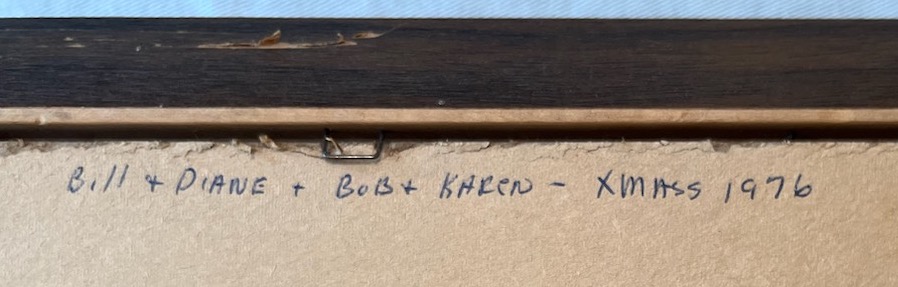 Bill + DIANE + BOB + KAREN - XMASS 1976